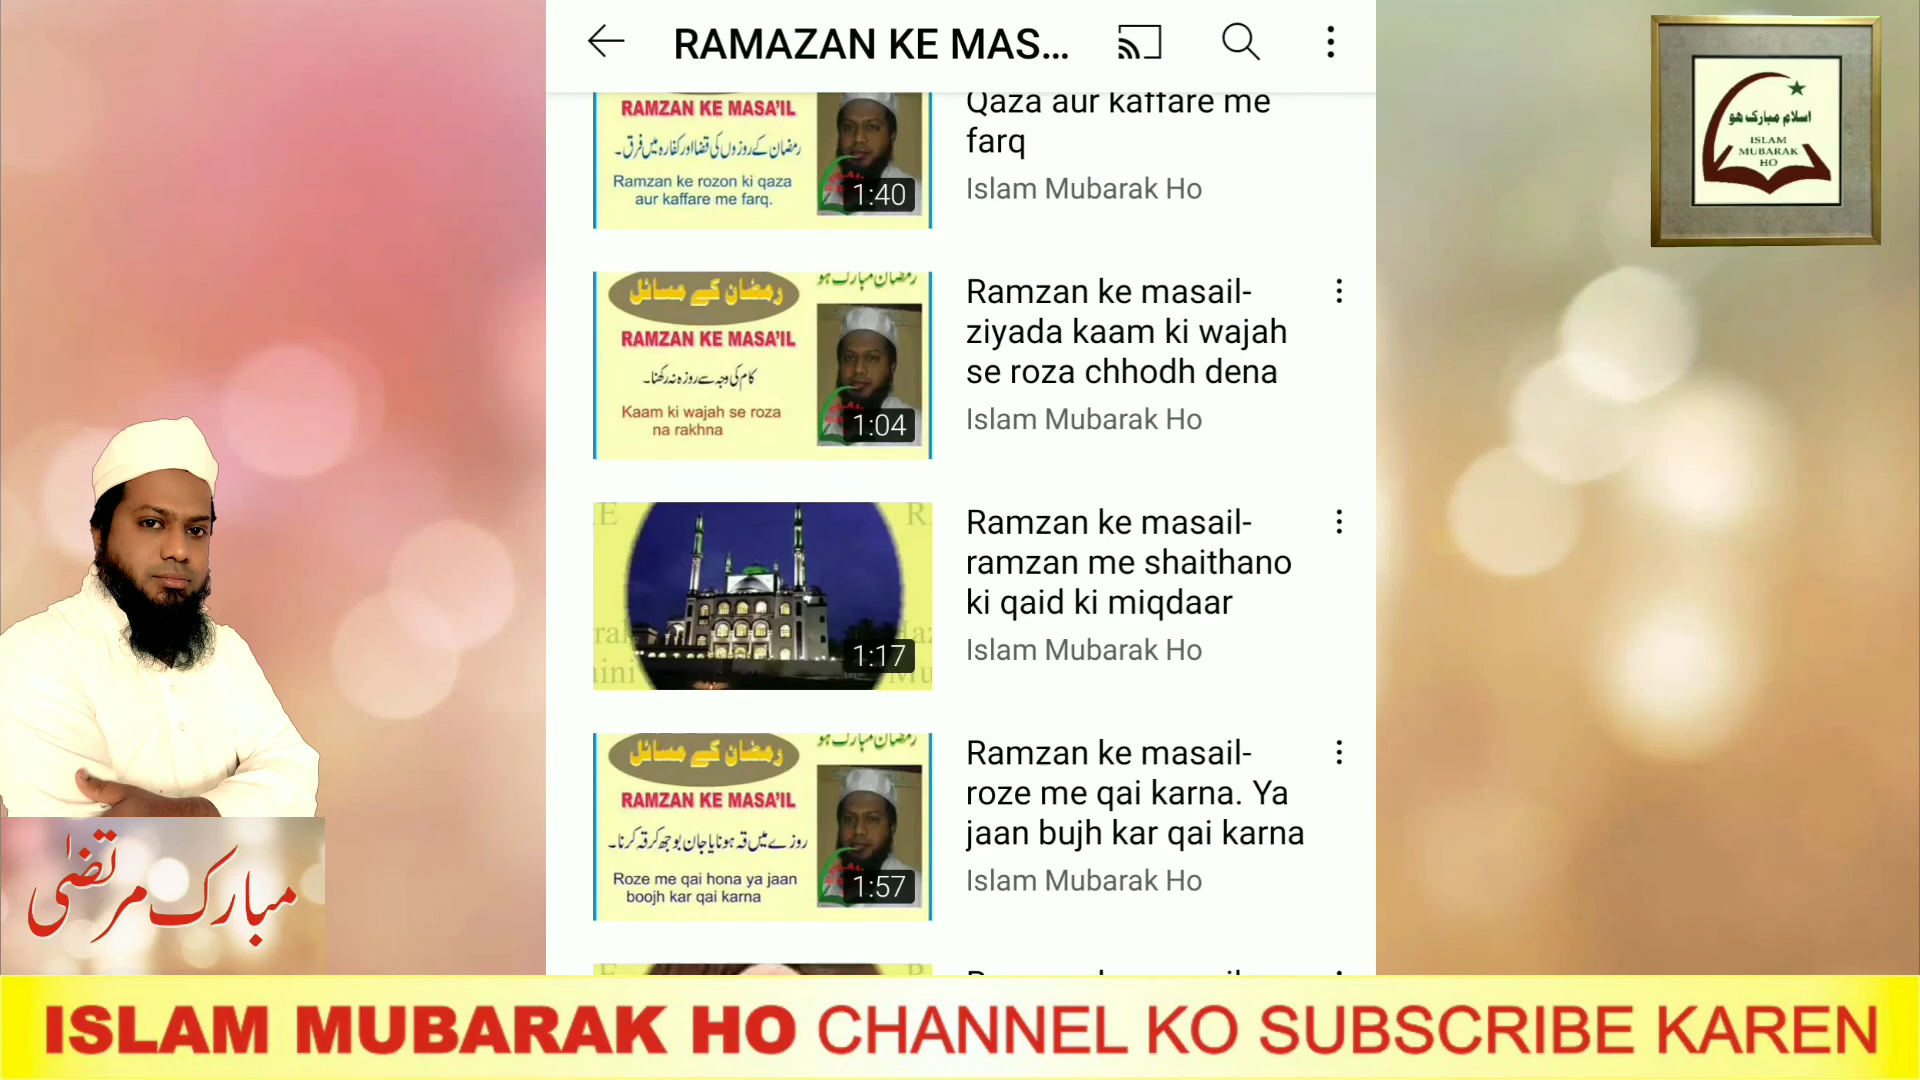 RAMAZAN KE MAS...
RAMZAN KE MASA'IL
رمضان کے روزوں کی قضا اور کفارہ میں فرق۔
Ramzan ke rozon ki qaza
aur kaffare me farq.
1:40
Qaza aur kaffare me
farq
Islam Mubarak Ho
اسلام مبارک ھو
ISLAM
MUBARAK
HO
رمضان کے مسائل
رمضان مبارک ہو
RAMZAN KE MASA'IL
کام کی وجہ سے روزہ نہ رکھنا۔
Kaam ki wajah se roza
na rakhna
1:04
Ramzan ke masail-
ziyada kaam ki wajah
se roza chhodh dena
Islam Mubarak Ho
1:17
Ramzan ke masail-
ramzan me shaithano
ki qaid ki miqdaar
Islam Mubarak Ho
رمضان کے مسائل
رمضان مبارک ہو
RAMZAN KE MASA'IL
روزے میں قہ ہونا یا جان بوجھ کر قہ کرنا۔
Roze me qai hona ya jaan
boojh kar qai karna
1:57
Ramzan ke masail-
roze me qai karna. Ya
jaan bujh kar qai karna
Islam Mubarak Ho
مبارک مرتضیٰ
ISLAM MUBARAK HO CHANNEL KO SUBSCRIBE KAREN